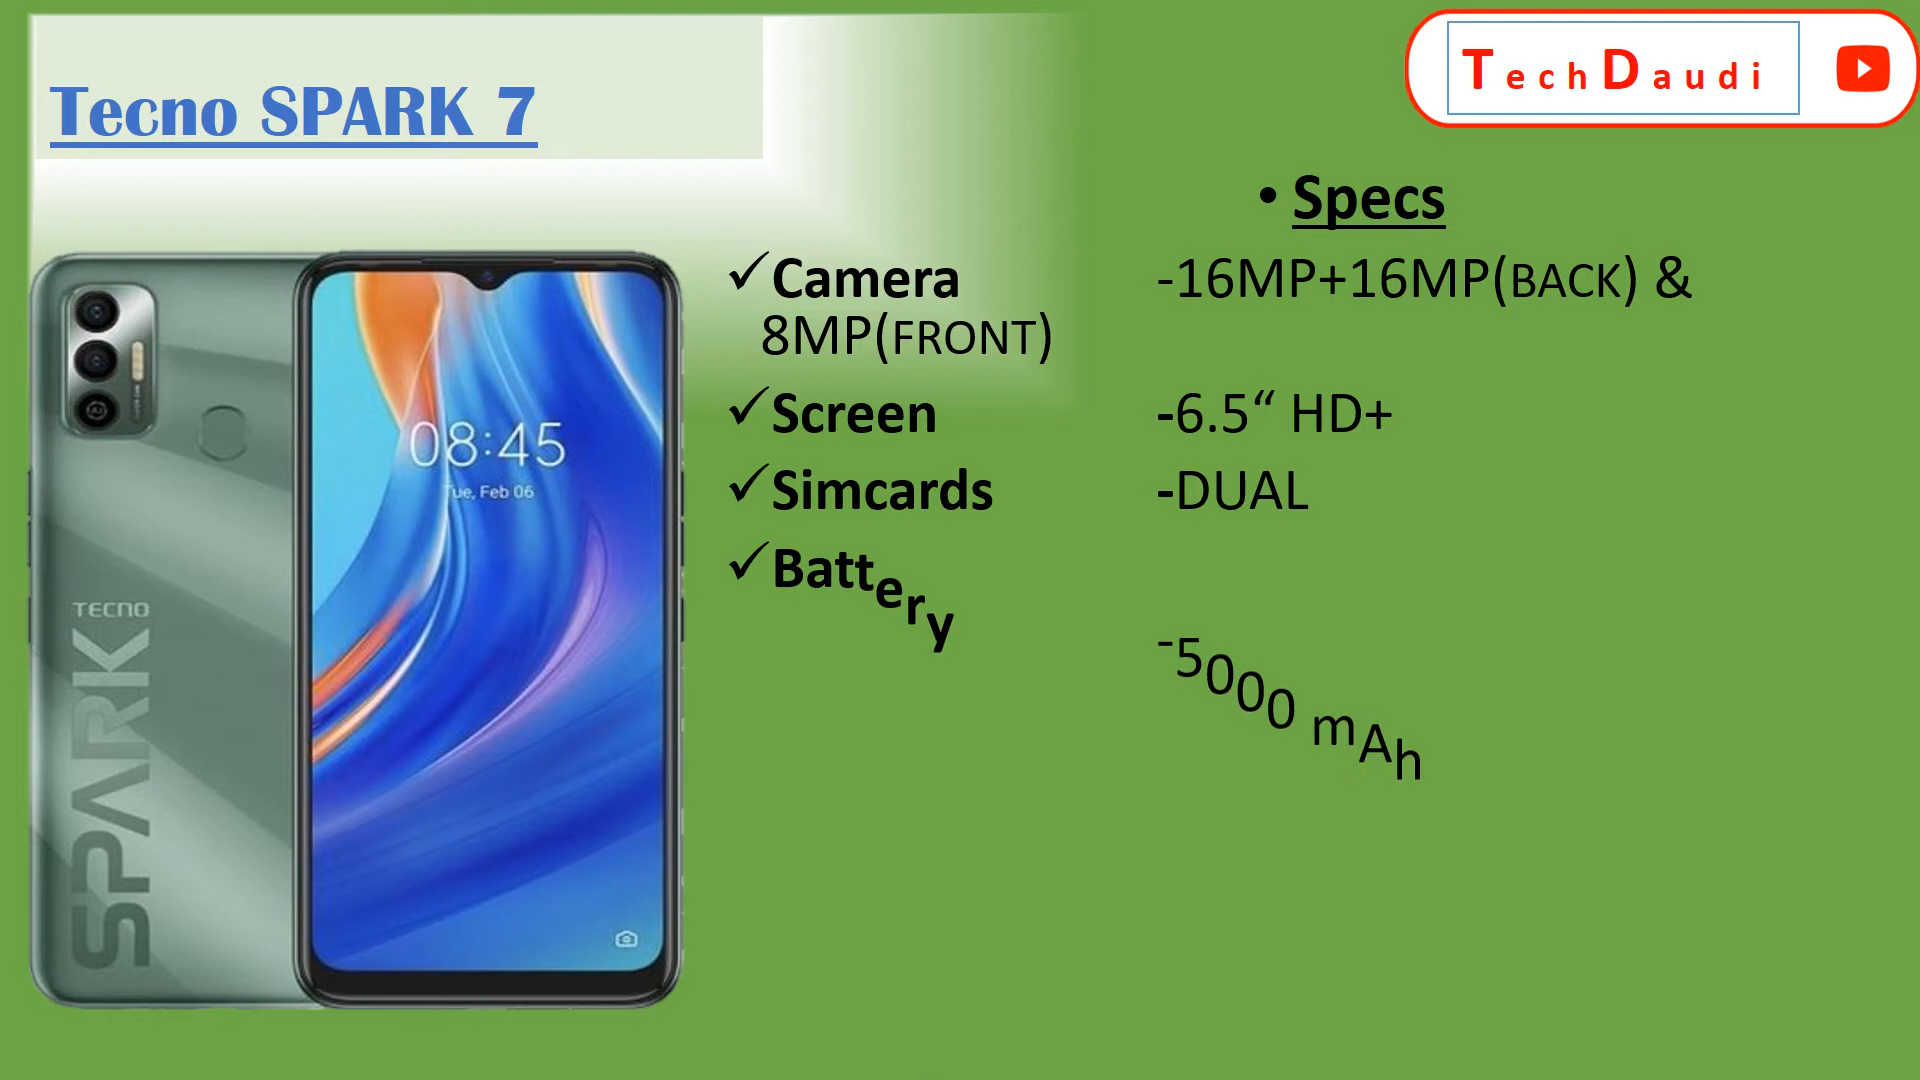 Tecno SPARK 7
TechDaudi
• Specs
✓Camera -16MP+16MP(BACK) &
8MP(FRONT)
✓Screen -6.5“ HD+
✓Simcards -DUAL
✓Battery
-5000 mAh
08:45
Tue, Feb 06
TECNO
SPARK
AI